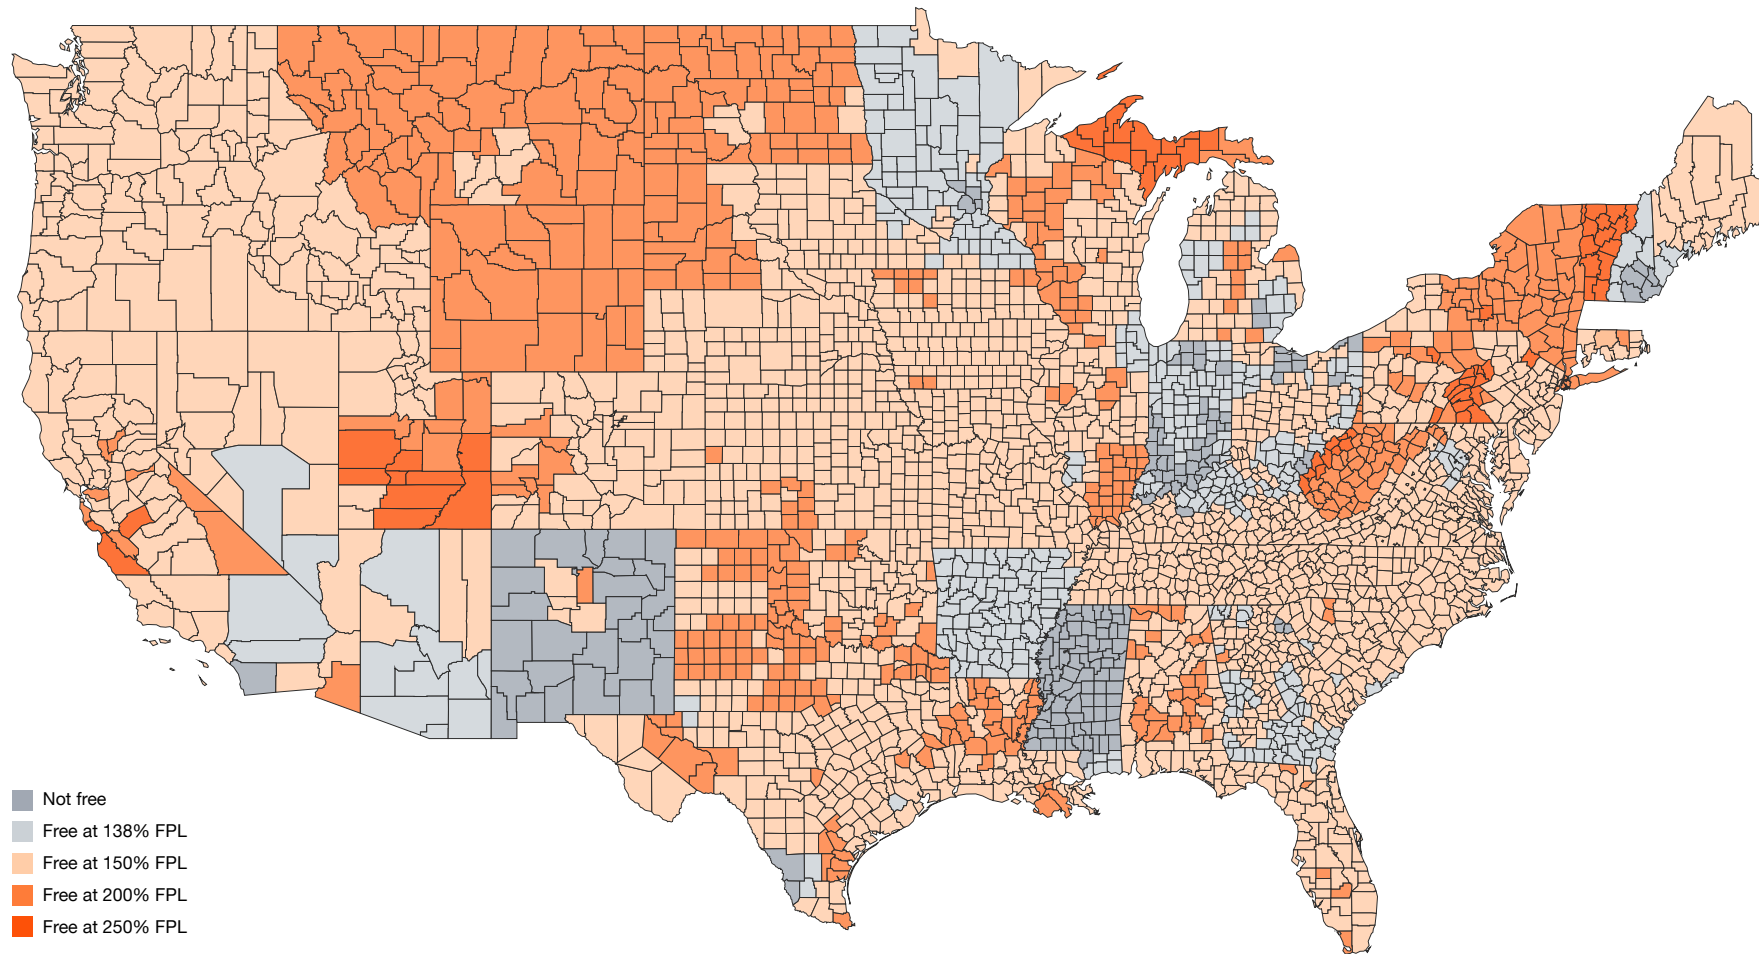 Not free
Free at 138% FPL
Free at 150% FPL
Free at 200% FPL
Free at 250% FPL